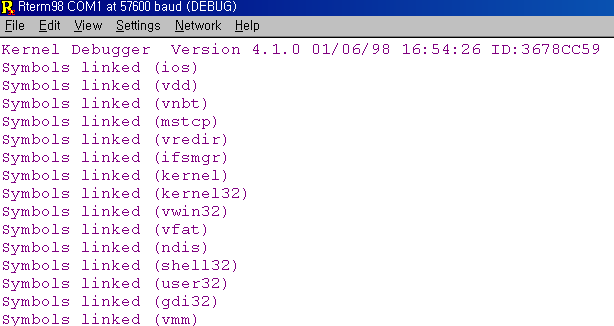 Rterm98 COM1 at 57600 baud (DEBUG)
File Edit View Settings Network Help
Kernel Debugger  Version 4.1.0 01/06/98 16:54:26 ID:3678CC59
Symbols linked (ios)
Symbols linked (vdd)
Symbols linked (vnbt)
Symbols linked (mstcp)
Symbols linked (vredir)
Symbols linked (ifsmgr)
Symbols linked (kernel)
Symbols linked (kernel32)
Symbols linked (vwin32)
Symbols linked (vfat)
Symbols linked (ndis)
Symbols linked (shell32)
Symbols linked (user32)
Symbols linked (gdi32)
Symbols linked (vmm)